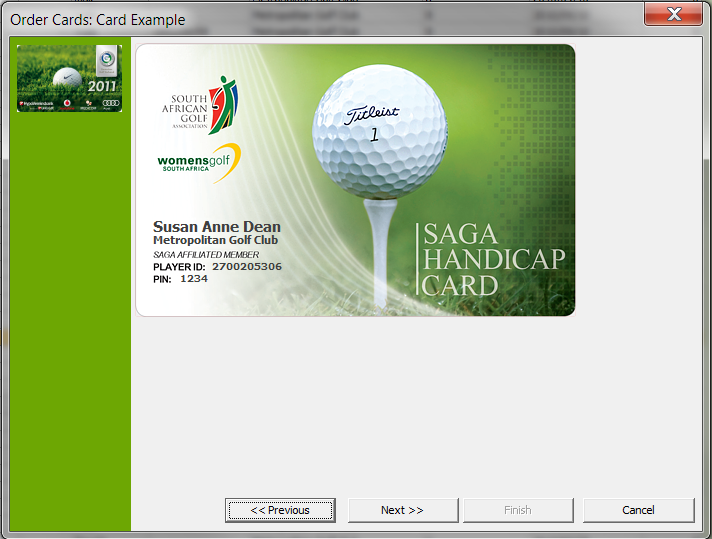 Order Cards: Card Example
2011
SOUTH
AFRICAN
GOLF
ASSOCIATION
womensgolf
SOUTH AFRICA
Titleist
1
Susan Anne Dean
Metropolitan Golf Club
SAGA AFFILIATED MEMBER
PLAYER ID: 2700205306
PIN: 1234
SAGA
HANDICAP
CARD
<< Previous
Next >>
Finish
Cancel